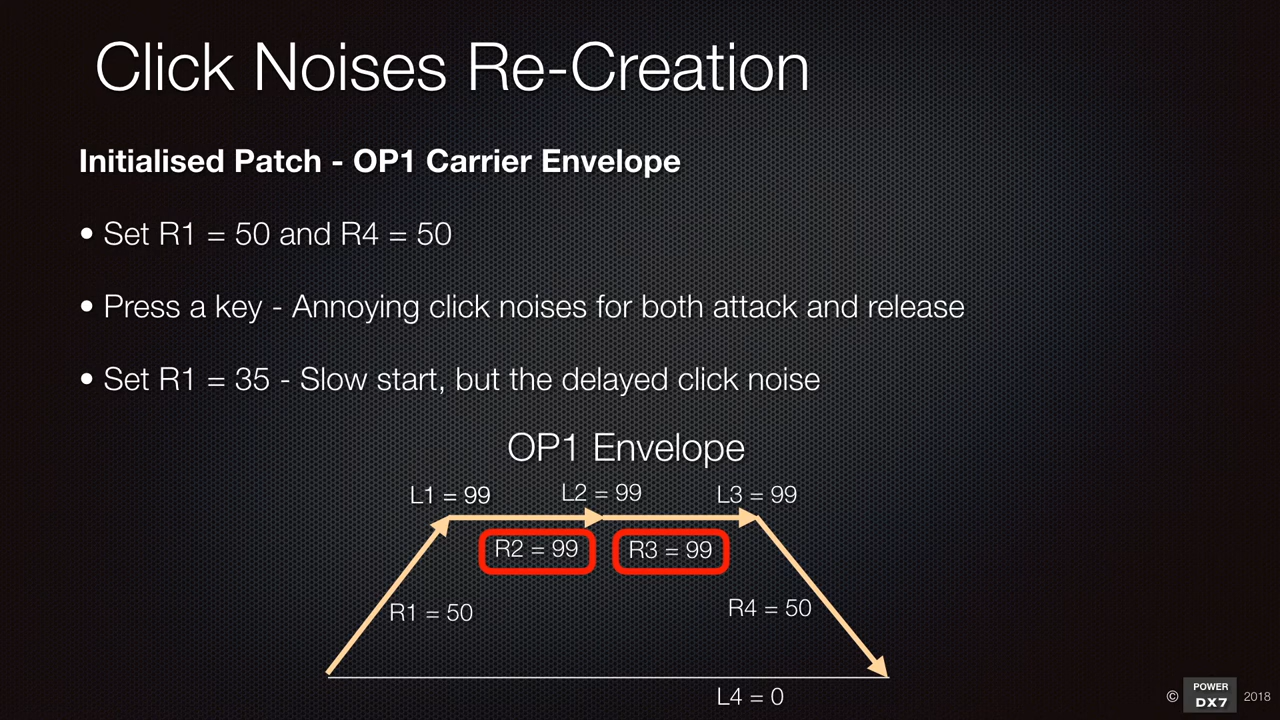 Click Noises Re-Creation
Initialised Patch - OP1 Carrier Envelope
• Set R1 = 50 and R4 = 50
• Press a key - Annoying click noises for both attack and release
• Set R1 = 35 - Slow start, but the delayed click noise
OP1 Envelope
L1 = 99 L2 = 99 L3 = 99
R2 = 99 R3 = 99
R1 = 50 R4 = 50
L4 = 0
© POWER DX7 2018